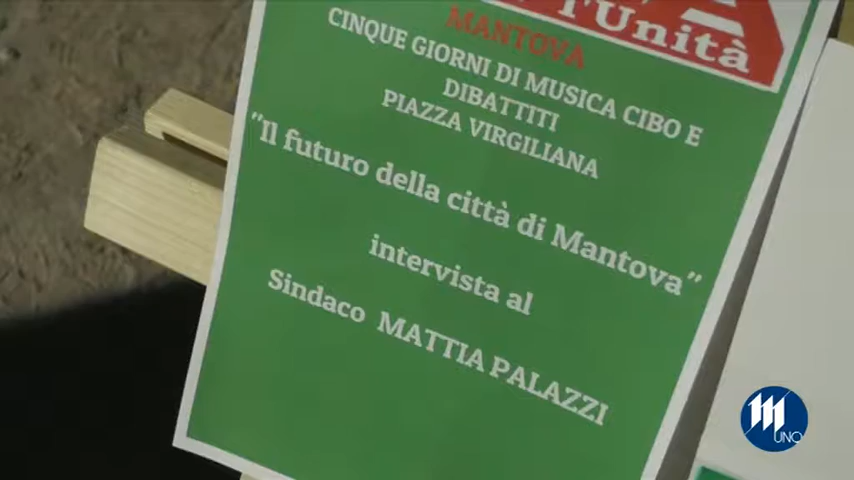 l'Unità
MANTOVA
CINQUE GIORNI DI MUSICA CIBO E
DIBATTITI
PIAZZA VIRGILIANA
"Il futuro della città di Mantova"
intervista al
Sindaco MATTIA PALAZZI
m
UNO